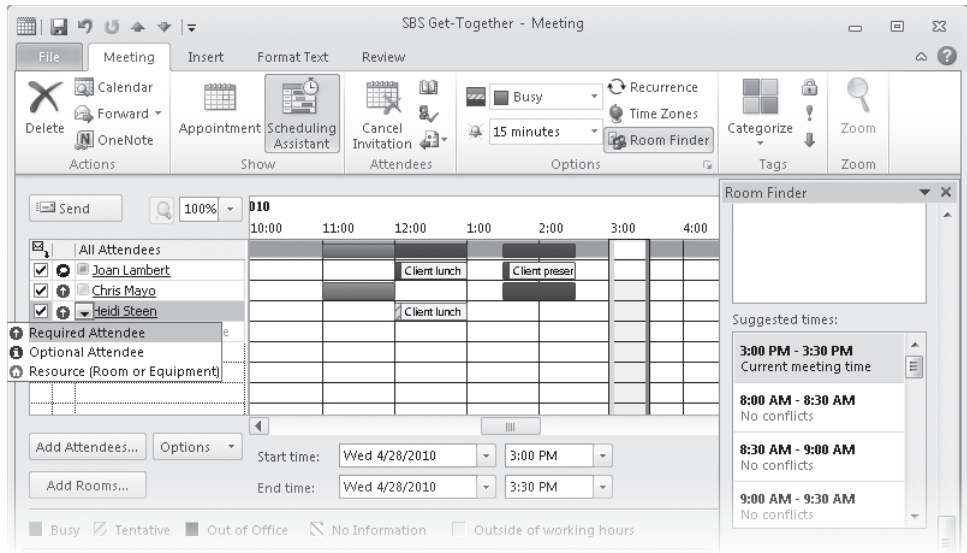 SBS Get-Together - Meeting
File Meeting Insert Format Text Review
Delete
Calendar
Forward
OneNote
Actions
Appointment
Scheduling
Assistant
Show
Cancel
Invitation
Attendees
Busy
15 minutes
Recurrence
Time Zones
Room Finder
Options
Categorize
Tags
Zoom
Zoom
Send
100%
010
10:00 11:00 12:00 1:00 2:00 3:00 4:00
All Attendees
Joan Lambert Client lunch Client preser
Chris Mayo
Heidi Steen Client lunch
Required Attendee
Optional Attendee
Resource (Room or Equipment)
Add Attendees... Options
Add Rooms...
Start time: Wed 4/28/2010 3:00 PM
End time: Wed 4/28/2010 3:30 PM
Busy Tentative Out of Office No Information Outside of working hours
Room Finder
Suggested times:
3:00 PM - 3:30 PM
Current meeting time
8:00 AM - 8:30 AM
No conflicts
8:30 AM - 9:00 AM
No conflicts
9:00 AM - 9:30 AM
No conflicts